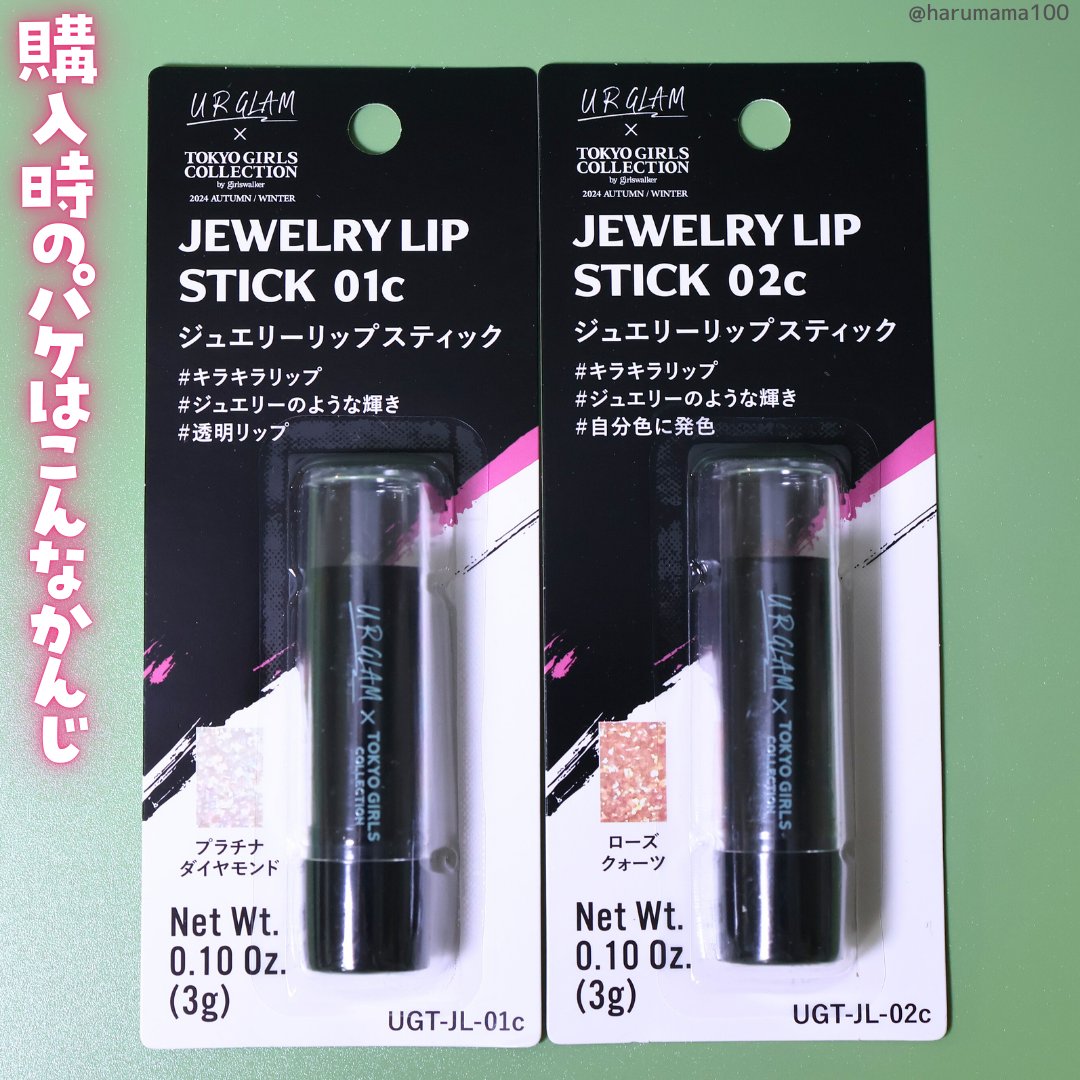 @harumama100
購入時のパケはこんなかんじ
URGLAM
×
TOKYO GIRLS
COLLECTION
by girlswalker
2024 AUTUMN / WINTER
JEWELRY LIP
STICK 01c
ジュエリーリップスティック
#キラキラリップ
#ジュエリーのような輝き
#透明リップ
URGLAM × TOKYO GIRLS
COLLECTION
プラチナ
ダイヤモンド
Net Wt.
0.10 Oz.
(3g)
UGT-JL-01c
URGLAM
×
TOKYO GIRLS
COLLECTION
by girlswalker
2024 AUTUMN / WINTER
JEWELRY LIP
STICK 02c
ジュエリーリップスティック
#キラキラリップ
#ジュエリーのような輝き
#自分色に発色
URGLAM × TOKYO GIRLS
COLLECTION
ローズ
クォーツ
Net Wt.
0.10 Oz.
(3g)
UGT-JL-02c